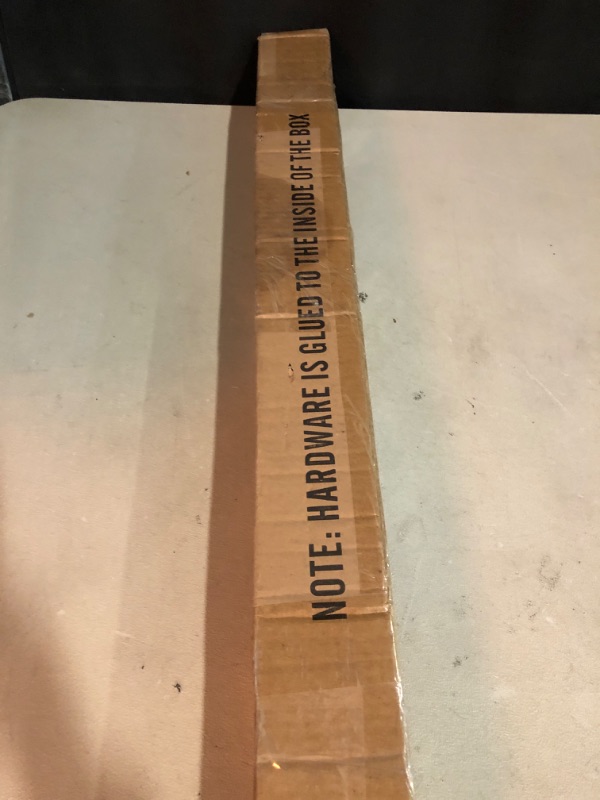 NOTE: HARDWARE IS GLUED TO THE INSIDE OF THE BOX